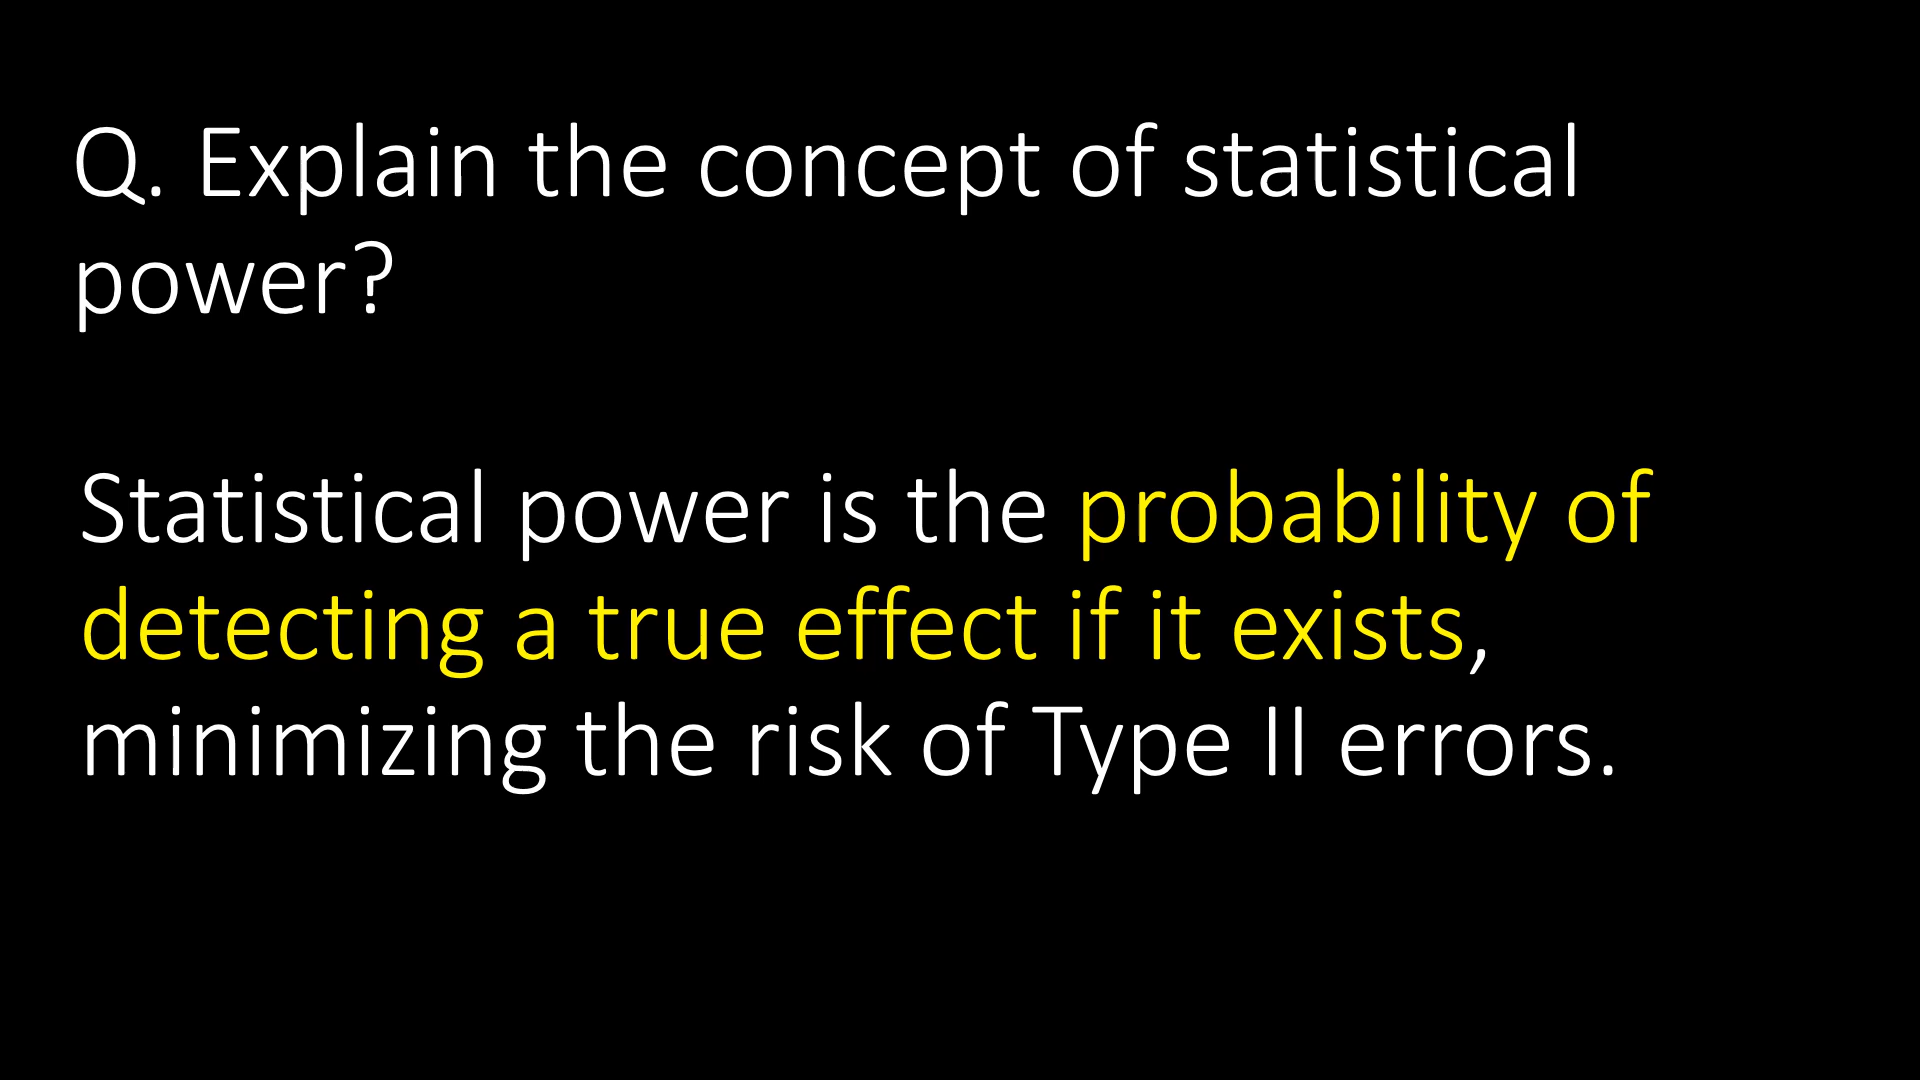 Q. Explain the concept of statistical
power?
Statistical power is the probability of
detecting a true effect if it exists,
minimizing the risk of Type II errors.